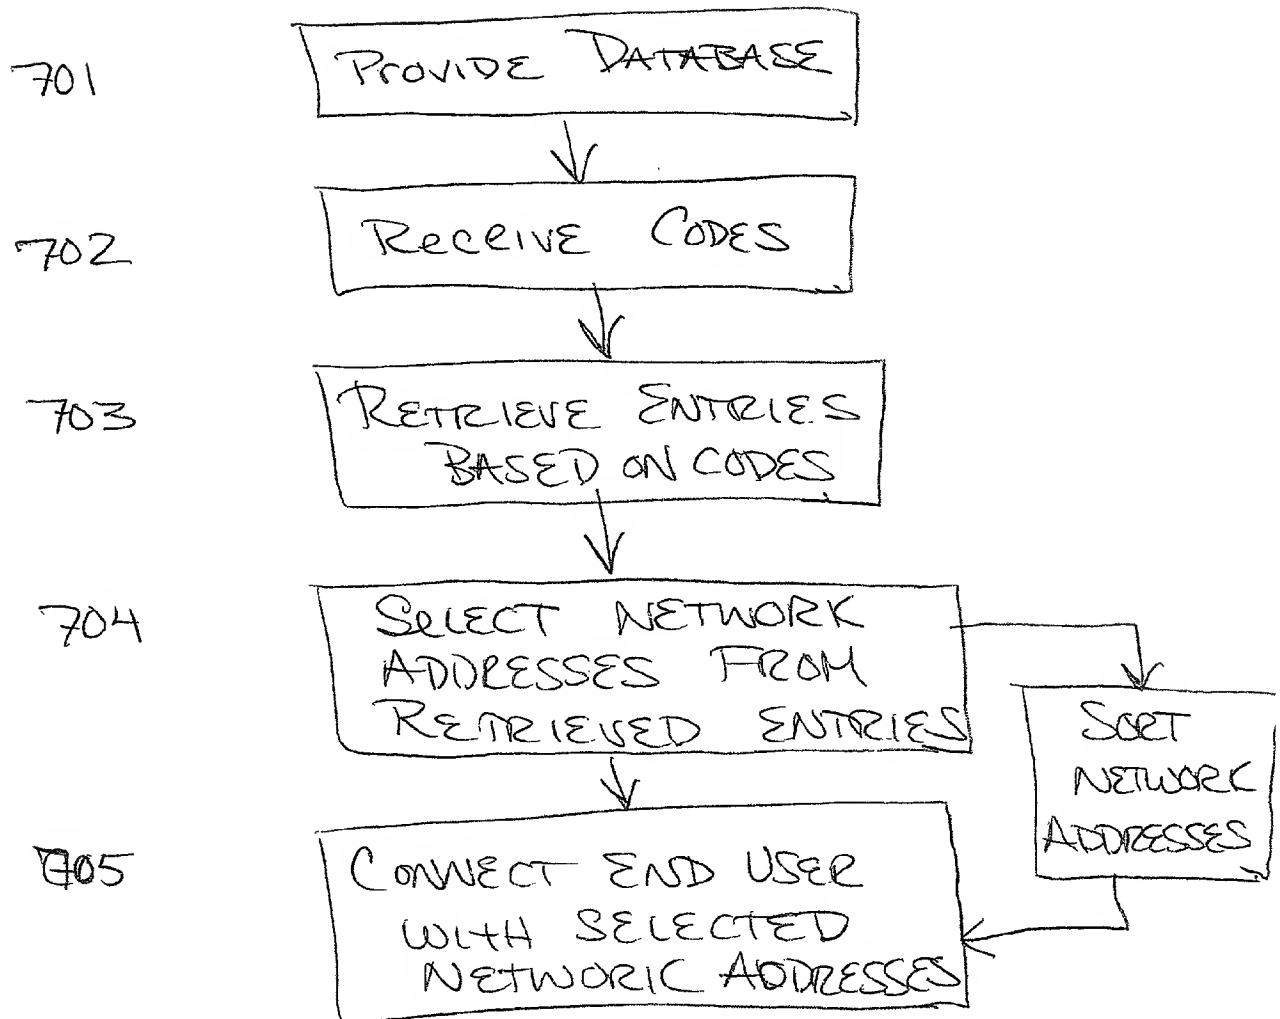 701
PROVIDE DATABASE
702
RECEIVE CODES
703
RETRIEVE ENTRIES
BASED ON CODES
704
SELECT NETWORK
ADDRESSES FROM
RETRIEVED ENTRIES
SORT
NETWORK
ADDRESSES
705
CONNECT END USER
WITH SELECTED
NETWORK ADDRESSES